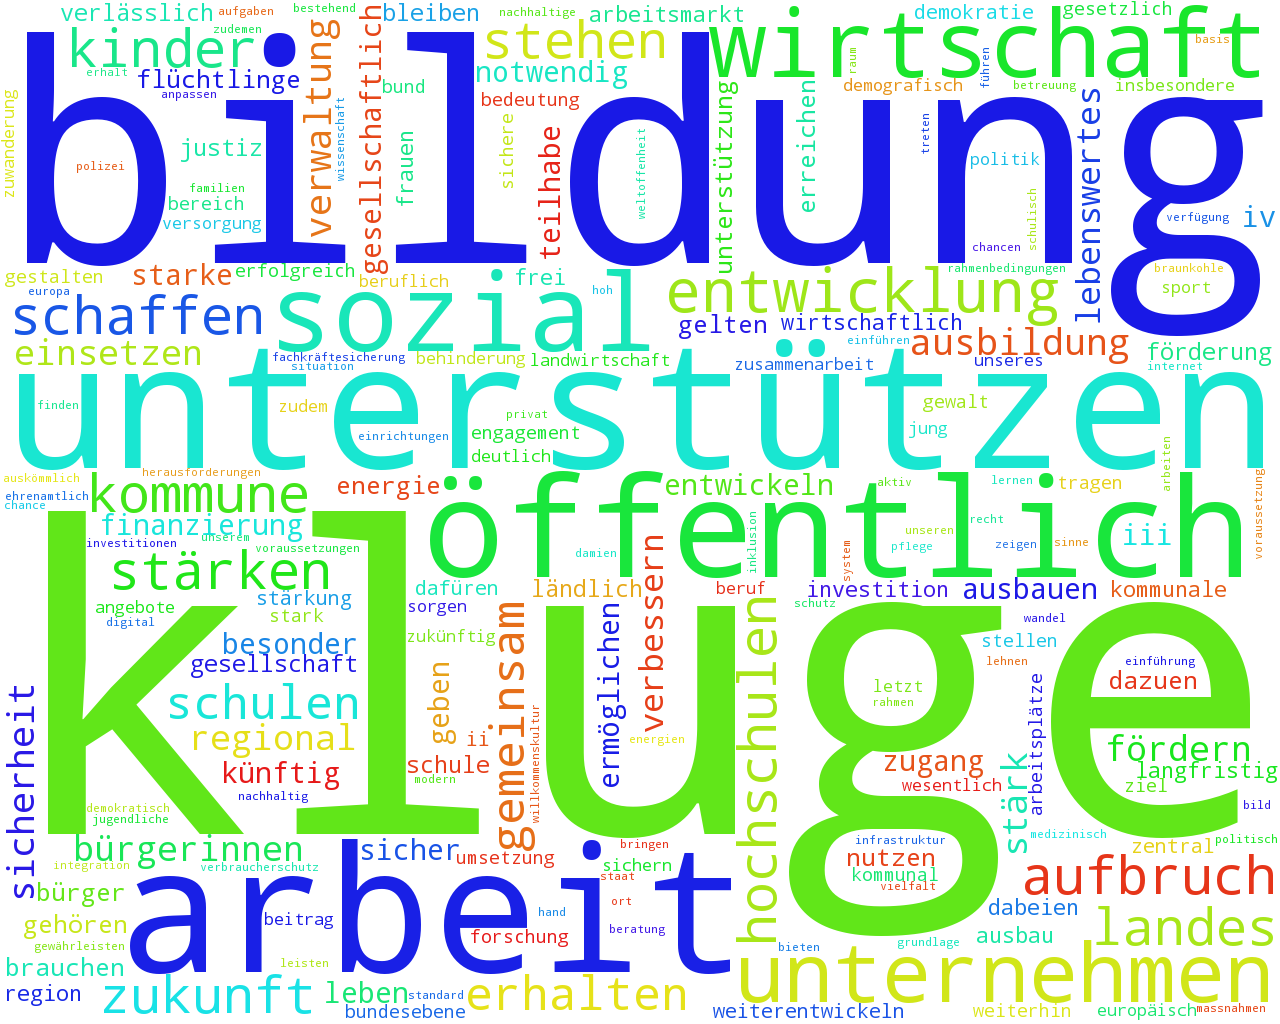 verlässlich
aufgaben
bestehend
bleiben
nachhaltige
arbeitsmarkt
demokratie
gesetzlich
zudemen
kinder
stehen
wirtschaft
basis
erhalt
flüchtlinge
anpassen
bund
notwendig
bedeutung
raum
demografisch
führen
betreuung
insbesondere
zuwanderung
bildung
verwaltung
wissenschaft
gesellschaftlich
frauen
sichere
teilhabe
weltoffenheit
unterstützung
erreichen
treten
lebenswertes
justiz
polizei
politik
familien
bereich
versorgung
schulisch
verfügung
iv
chancen
gestalten
starke
erfolgreich
beruflich
frei
rahmenbedingungen
braunkohle
europa
hoh
sport
schaffen
sozial
entwicklung
gelten
wirtschaftlich
einführen
ausbildung
einsetzen
fachkräftesicherung
situation
behinderung
landwirtschaft
zusammenarbeit
unseres
förderung
internet
unterstützen
finden
zudem
privat
gewalt
einrichtungen
engagement
jung
deutlich
arbeiten
auskömmlich
herausforderungen
kommune
energie
entwickeln
aktiv
lernen
tragen
voraussetzung
ehrenamtlich
chance
öffentlich
finanzierung
unserem
inklusion
unseren
recht
iii
investitionen
voraussetzungen
damien
pflege
zeigen
sinne
system
stärken
stärkung
dafüren
ländlich
beruf
investition
ausbauen
kommunale
angebote
stark
sorgen
schutz
digital
wandel
kluge
besonder
zukünftig
gemeinsam
ermöglichen
verbessern
hochschulen
stellen
gesellschaft
geben
lehnen
einführung
dazuen
sicherheit
schulen
letzt
rahmen
arbeitsplätze
regional
ii
willkommenskultur
energien
fördern
künftig
schule
zugang
stärk
langfristig
modern
wesentlich
ziel
nachhaltig
demokratisch
jugendliche
bild
bürgerinnen
sicher
umsetzung
bringen
infrastruktur
medizinisch
politisch
zentral
integration
verbraucherschutz
sichern
nutzen
staat
kommunal
vielfalt
aufbruch
bürger
arbeit
ort
dabeien
gehören
beitrag
hand
beratung
landes
gewährleisten
forschung
bieten
grundlage
ausbau
brauchen
leisten
unternehmen
region
zukunft
leben
standard
erhalten
bundesebene
weiterentwickeln
weiterhin
europäisch
massnahmen